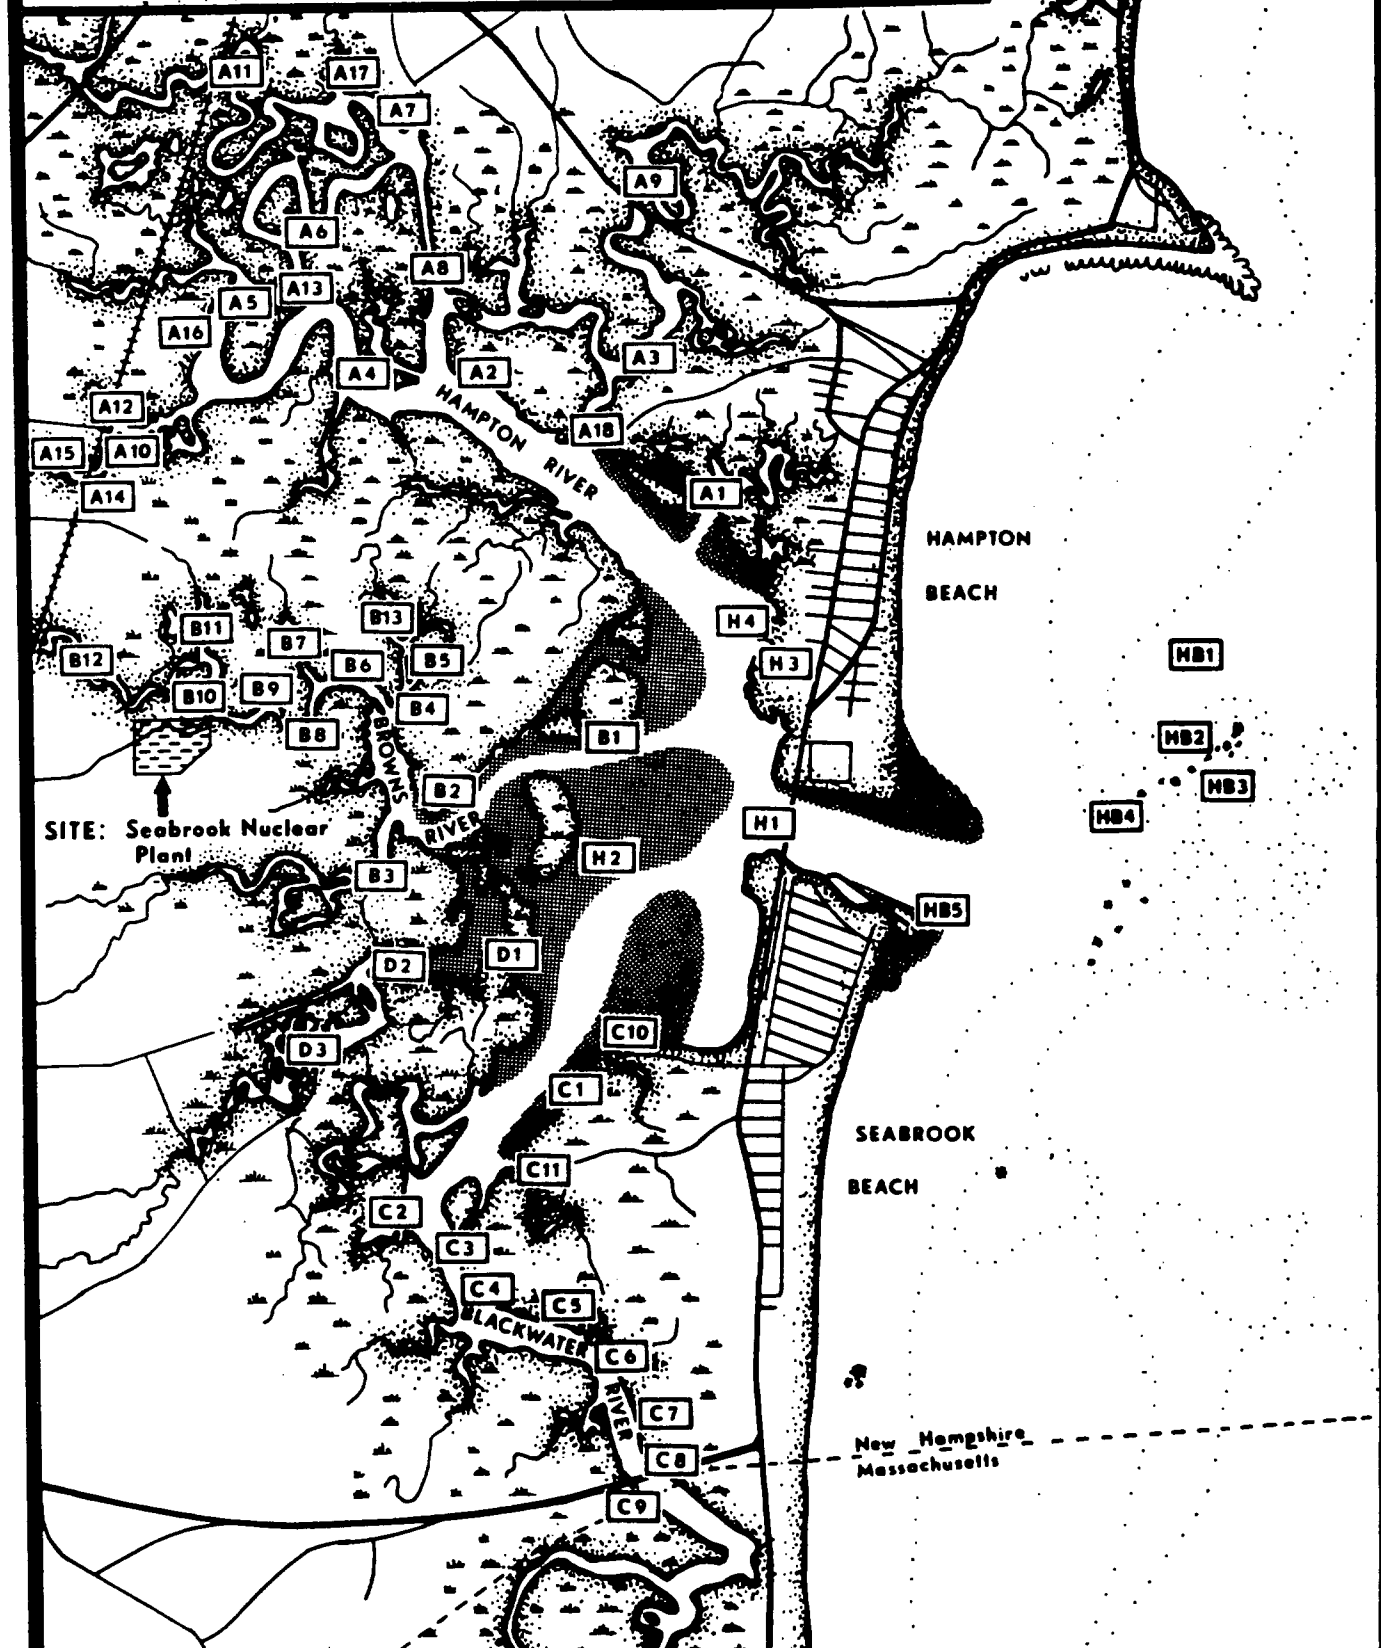 A11
A17
A7
A9
A6
A8
A13
A5
A16
A3
A4
A2
A12
HAMPTON RIVER
A18
A15
A10
A14
A1
HAMPTON
BEACH
B13
H4
B11
B7
B12
B6
B5
H3
HB1
B10
B9
B4
B8
B1
HB2
BROWNS
RIVER
B2
HB3
HB4
H1
SITE: Seabrook Nuclear
Plant
H2
B3
HB5
D2
D1
C10
D3
C1
SEABROOK
BEACH
C11
C2
C3
C4
C5
BLACKWATER
RIVER
C6
C7
New Hampshire
Massachusetts
C8
C9